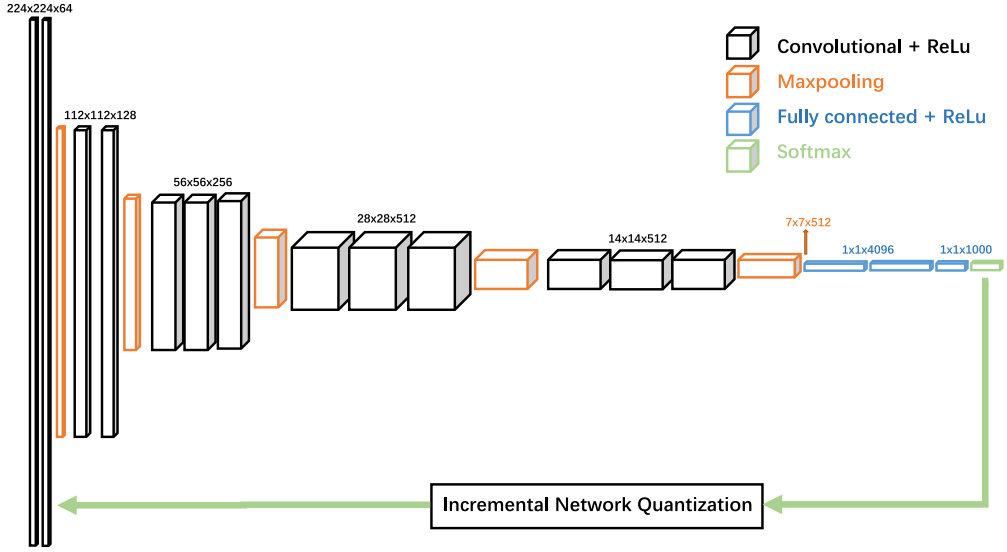 224x224x64
112x112x128
56x56x256
28x28x512
14x14x512
7x7x512
1x1x4096
1x1x1000
Convolutional + ReLu
Maxpooling
Fully connected + ReLu
Softmax
Incremental Network Quantization